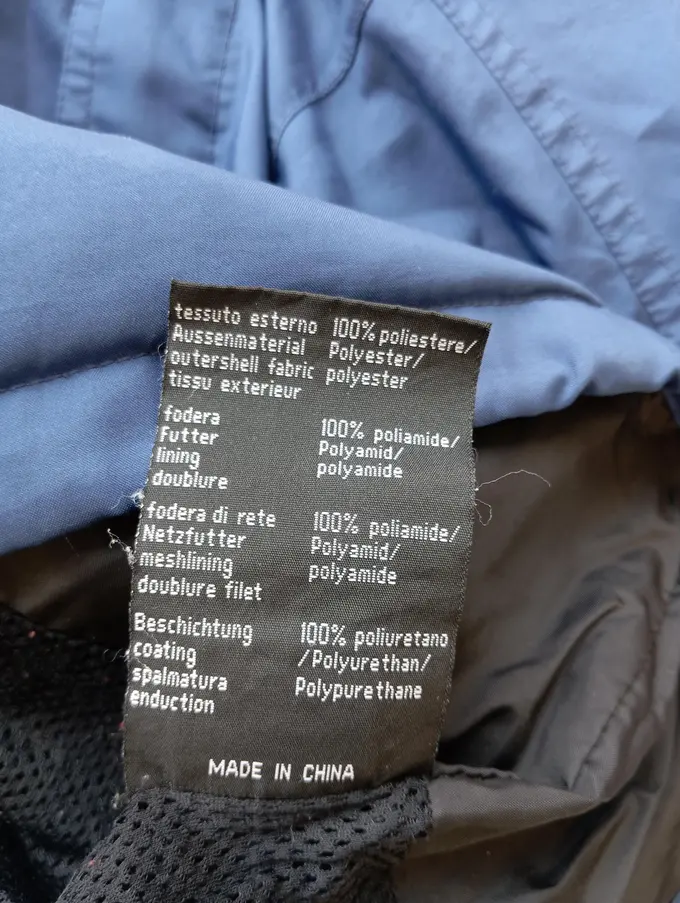 tessuto esterno 100% poliestere/
Aussenmaterial Polyester/
outershell fabric polyester
tissu exterieur
fodera
Futter 100% poliamide/
lining Polyamid/
doublure polyamide
fodera di rete 100% poliamide/
Netzfutter Polyamid/
meshlining polyamide
doublure filet
Beschichtung 100% poliuretano
coating /Polyurethan/
spalmatura Polypurethane
enduction
MADE IN CHINA